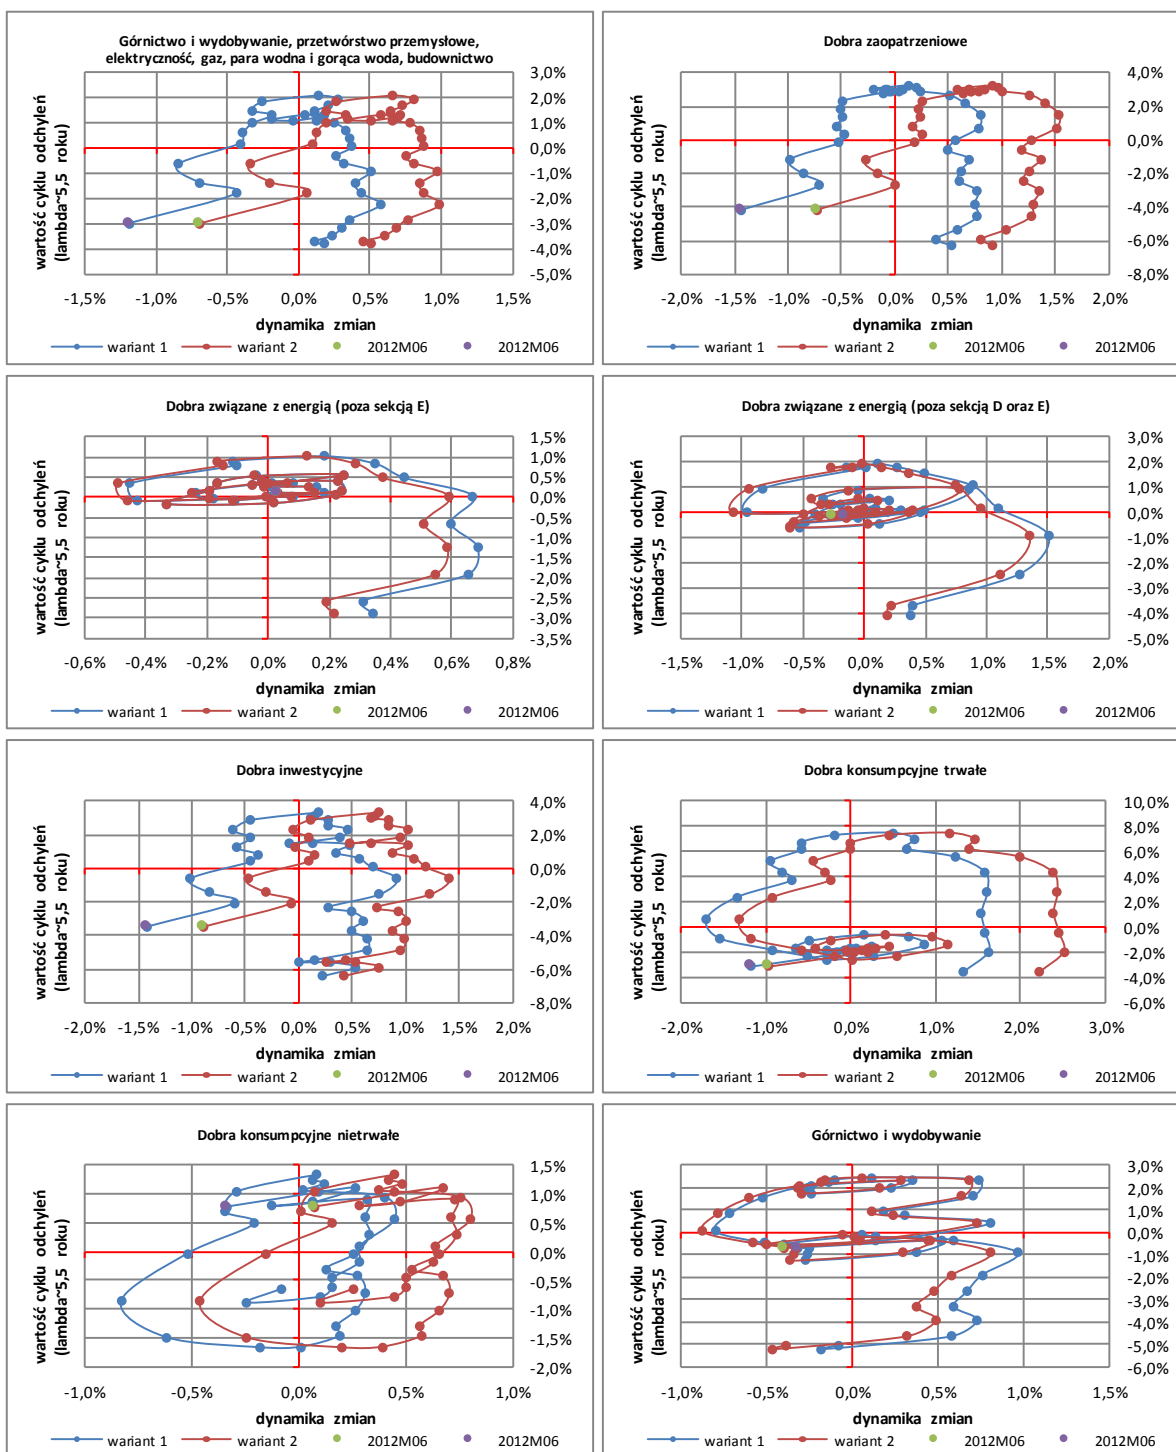 Górnictwo i wydobywanie, przetwórstwo przemysłowe,
elektryczność, gaz, para wodna i gorąca woda, budownictwo
3,0%
2,0%
1,0%
0,0%
-1,0%
-2,0%
-3,0%
-4,0%
-5,0%
wartość cyklu odchyleń
(lambda~5,5 roku)
-1,5% -1,0% -0,5% 0,0% 0,5% 1,0% 1,5%
dynamika zmian
wariant 1 wariant 2 2012M06 2012M06
Dobra zaopatrzeniowe
4,0%
2,0%
0,0%
-2,0%
-4,0%
-6,0%
-8,0%
wartość cyklu odchyleń
(lambda~5,5 roku)
-2,0% -1,5% -1,0% -0,5% 0,0% 0,5% 1,0% 1,5% 2,0%
dynamika zmian
wariant 1 wariant 2 2012M06 2012M06
Dobra związane z energią (poza sekcją E)
1,5%
1,0%
0,5%
0,0%
-0,5%
-1,0%
-1,5%
-2,0%
-2,5%
-3,0%
-3,5%
wartość cyklu odchyleń
(lambda~5,5 roku)
-0,6% -0,4% -0,2% 0,0% 0,2% 0,4% 0,6% 0,8%
dynamika zmian
wariant 1 wariant 2 2012M06 2012M06
Dobra związane z energią (poza sekcją D oraz E)
3,0%
2,0%
1,0%
0,0%
-1,0%
-2,0%
-3,0%
-4,0%
-5,0%
wartość cyklu odchyleń
(lambda~5,5 roku)
-1,5% -1,0% -0,5% 0,0% 0,5% 1,0% 1,5% 2,0%
dynamika zmian
wariant 1 wariant 2 2012M06 2012M06
Dobra inwestycyjne
4,0%
2,0%
0,0%
-2,0%
-4,0%
-6,0%
-8,0%
wartość cyklu odchyleń
(lambda~5,5 roku)
-2,0% -1,5% -1,0% -0,5% 0,0% 0,5% 1,0% 1,5% 2,0%
dynamika zmian
wariant 1 wariant 2 2012M06 2012M06
Dobra konsumpcyjne trwałe
10,0%
8,0%
6,0%
4,0%
2,0%
0,0%
-2,0%
-4,0%
-6,0%
wartość cyklu odchyleń
(lambda~5,5 roku)
-2,0% -1,0% 0,0% 1,0% 2,0% 3,0%
dynamika zmian
wariant 1 wariant 2 2012M06 2012M06
Dobra konsumpcyjne nietrwałe
1,5%
1,0%
0,5%
0,0%
-0,5%
-1,0%
-1,5%
-2,0%
wartość cyklu odchyleń
(lambda~5,5 roku)
-1,0% -0,5% 0,0% 0,5% 1,0%
dynamika zmian
wariant 1 wariant 2 2012M06 2012M06
Górnictwo i wydobywanie
3,0%
2,0%
1,0%
0,0%
-1,0%
-2,0%
-3,0%
-4,0%
-5,0%
-6,0%
wartość cyklu odchyleń
(lambda~5,5 roku)
-1,0% -0,5% 0,0% 0,5% 1,0% 1,5%
dynamika zmian
wariant 1 wariant 2 2012M06 2012M06